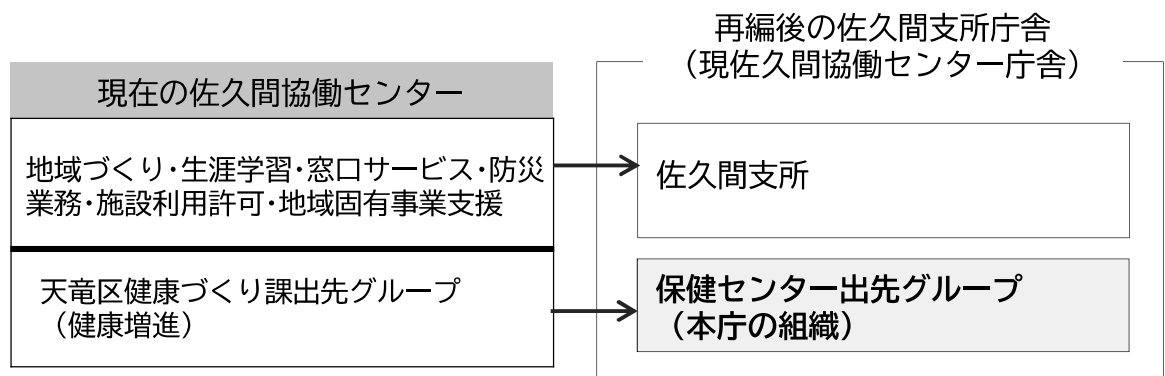 再編後の佐久間支所庁舎
（現佐久間協働センター庁舎）
現在の佐久間協働センター
地域づくり･生涯学習･窓口サービス･防災
業務･施設利用許可･地域固有事業支援
佐久間支所
天竜区健康づくり課出先グループ
（健康増進）
保健センター出先グループ
（本庁の組織）